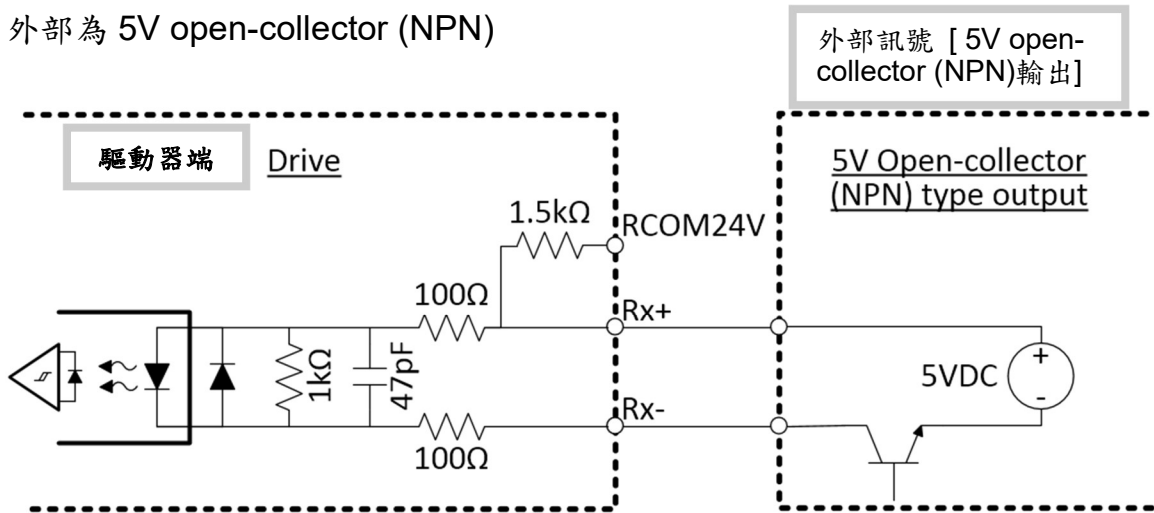 外部為 5V open-collector (NPN)
外部訊號 [ 5V open-
collector (NPN)輸出]
驅動器端
Drive
5V Open-collector
(NPN) type output
1.5kΩ
RCOM24V
100Ω
Rx+
1kΩ
47pF
5VDC
+
-
Rx-
100Ω